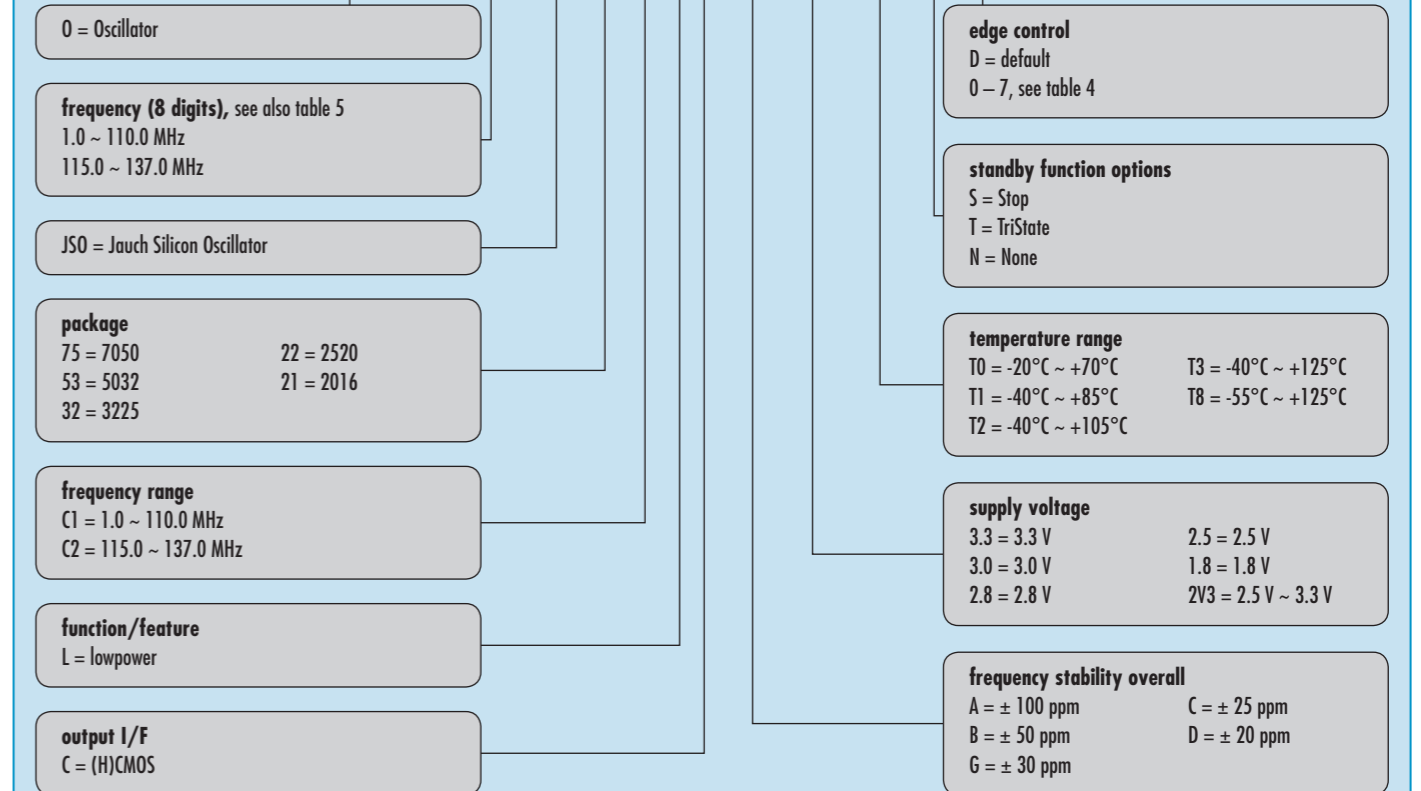 O = Oscillator
frequency (8 digits), see also table 5
1.0 ~ 110.0 MHz
115.0 ~ 137.0 MHz
JSO = Jauch Silicon Oscillator
package
75 = 7050 22 = 2520
53 = 5032 21 = 2016
32 = 3225
frequency range
C1 = 1.0 ~ 110.0 MHz
C2 = 115.0 ~ 137.0 MHz
function/feature
L = lowpower
output I/F
C = (H)CMOS
edge control
D = default
0 – 7, see table 4
standby function options
S = Stop
T = TriState
N = None
temperature range
T0 = -20°C ~ +70°C T3 = -40°C ~ +125°C
T1 = -40°C ~ +85°C T8 = -55°C ~ +125°C
T2 = -40°C ~ +105°C
supply voltage
3.3 = 3.3 V 2.5 = 2.5 V
3.0 = 3.0 V 1.8 = 1.8 V
2.8 = 2.8 V 2V3 = 2.5 V ~ 3.3 V
frequency stability overall
A = ± 100 ppm C = ± 25 ppm
B = ± 50 ppm D = ± 20 ppm
G = ± 30 ppm